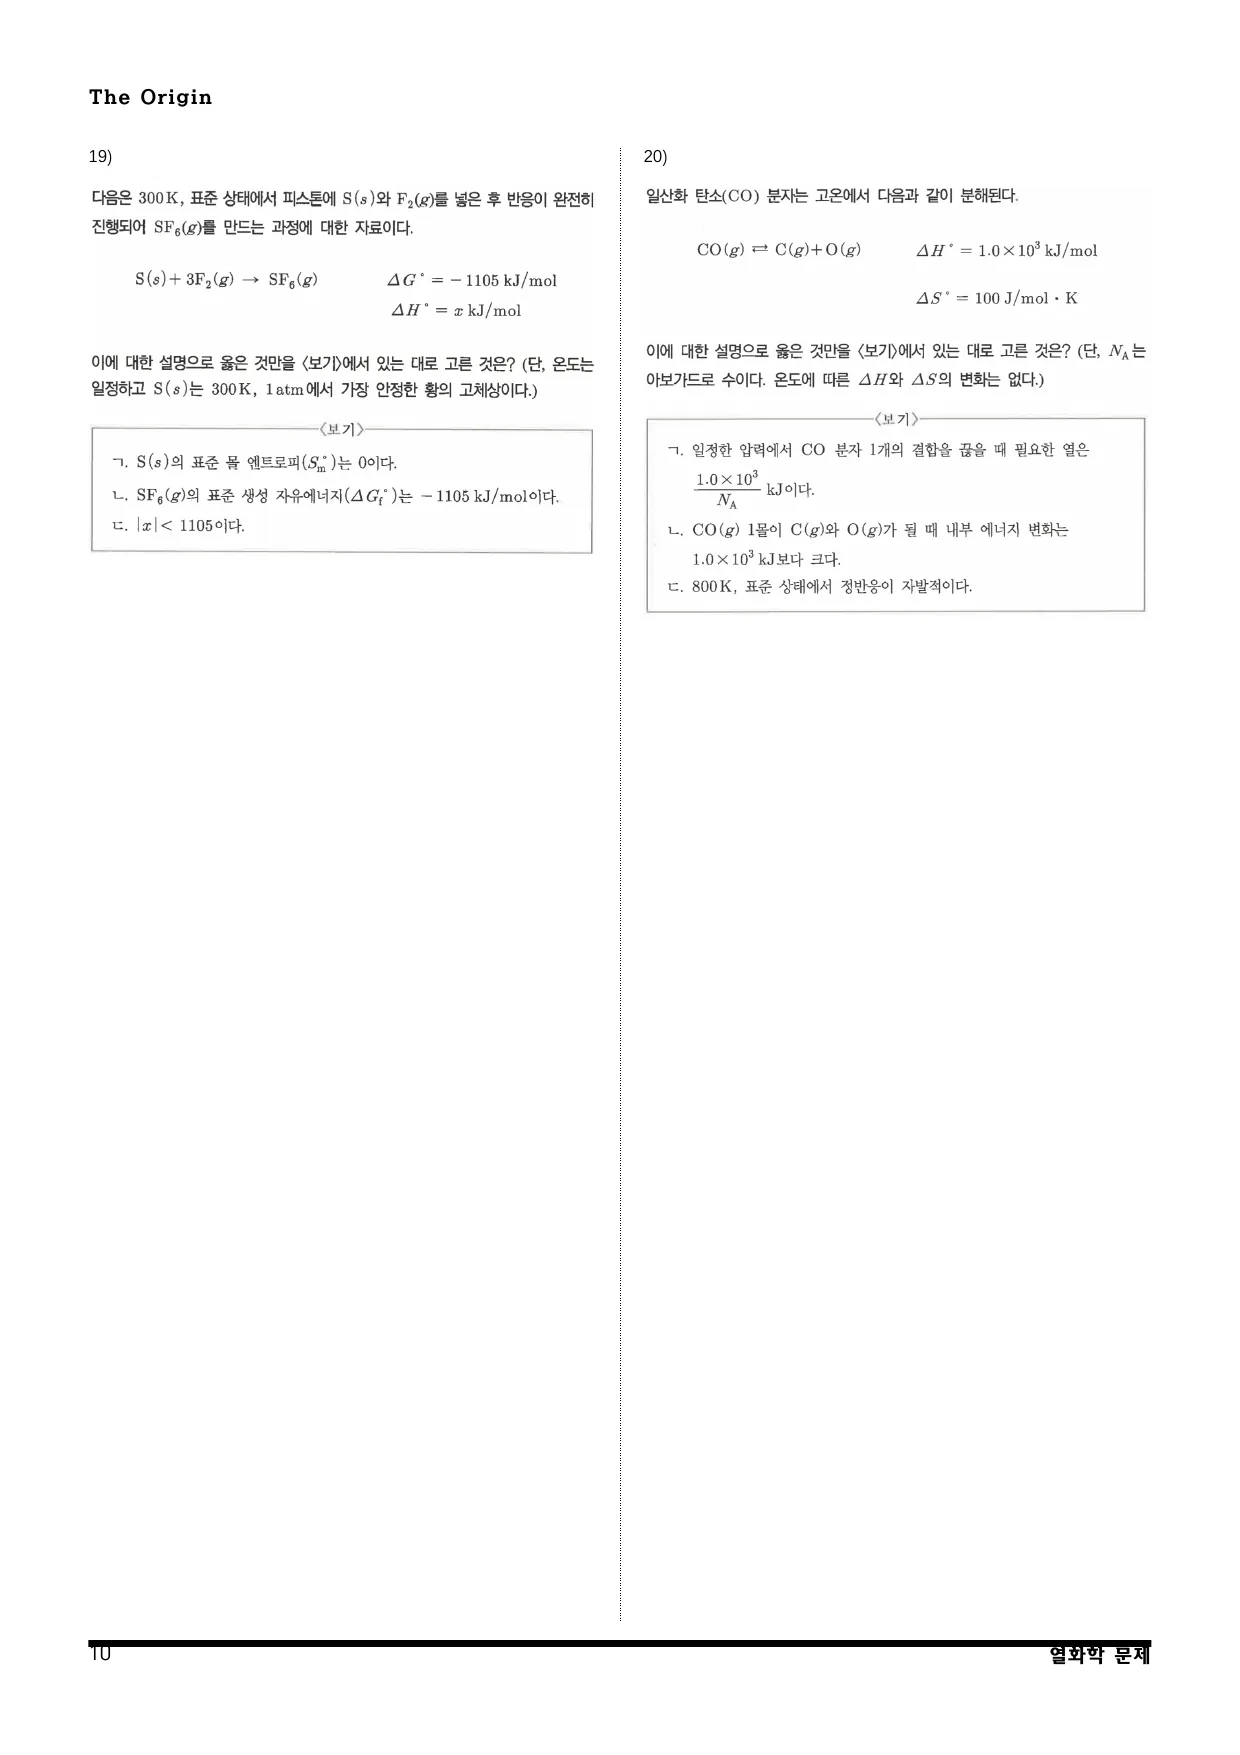 The Origin
19)
다음은 300K, 표준 상태에서 피스톤에 S(s)와 F₂(g)를 넣은 후 반응이 완전히
진행되어 SF₆(g)를 만드는 과정에 대한 자료이다.
S(s)+3F₂(g) → SF₆(g) ΔG° = −1105 kJ/mol
ΔH° = x kJ/mol
이에 대한 설명으로 옳은 것만을 〈보기〉에서 있는 대로 고른 것은? (단, 온도는
일정하고 S(s)는 300K, 1atm에서 가장 안정한 황의 고체상이다.)
〈보기〉
ㄱ. S(s)의 표준 몰 엔트로피(S°ₘ)는 0이다.
ㄴ. SF₆(g)의 표준 생성 자유에너지(ΔG_f°)는 −1105 kJ/mol이다.
ㄷ. |x|< 1105이다.
20)
일산화 탄소(CO) 분자는 고온에서 다음과 같이 분해된다.
CO(g) ⇄ C(g)+O(g) ΔH° = 1.0×10³ kJ/mol
ΔS° = 100 J/mol·K
이에 대한 설명으로 옳은 것만을 〈보기〉에서 있는 대로 고른 것은? (단, N_A는
아보가드로 수이다. 온도에 따른 ΔH와 ΔS의 변화는 없다.)
〈보기〉
ㄱ. 일정한 압력에서 CO 분자 1개의 결합을 끊을 때 필요한 열은
1.0×10³/N_A kJ이다.
ㄴ. CO(g) 1몰이 C(g)와 O(g)가 될 때 내부 에너지 변화는
1.0×10³ kJ보다 크다.
ㄷ. 800K, 표준 상태에서 정반응이 자발적이다.
10
열화학 문제